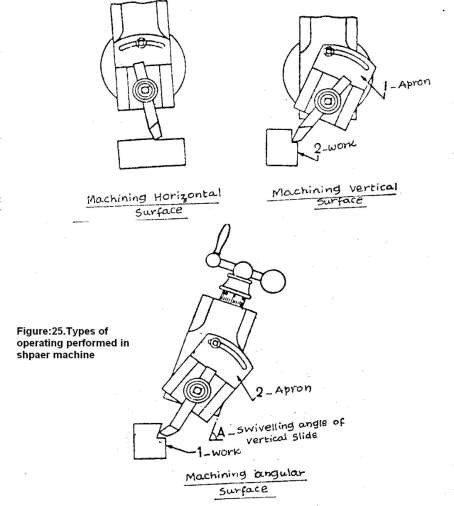 1-Apron
2-work
Machining Horizontal
Surface
Machining Vertical
Surface
Figure:25.Types of
operating performed in
shpaer machine
2-Apron
A-swivelling angle of
vertical slide
1-work
Machining angular
Surface